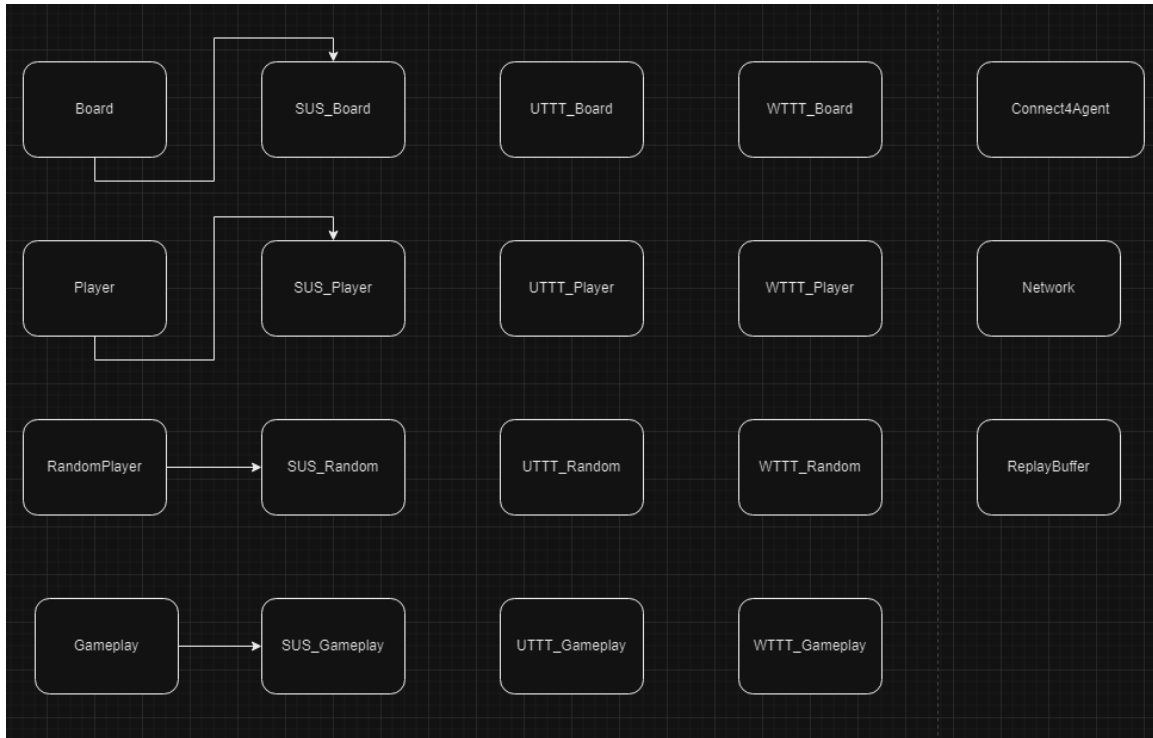 Board
SUS_Board
UTTT_Board
WTTT_Board
Connect4Agent
Player
SUS_Player
UTTT_Player
WTTT_Player
Network
RandomPlayer
SUS_Random
UTTT_Random
WTTT_Random
ReplayBuffer
Gameplay
SUS_Gameplay
UTTT_Gameplay
WTTT_Gameplay